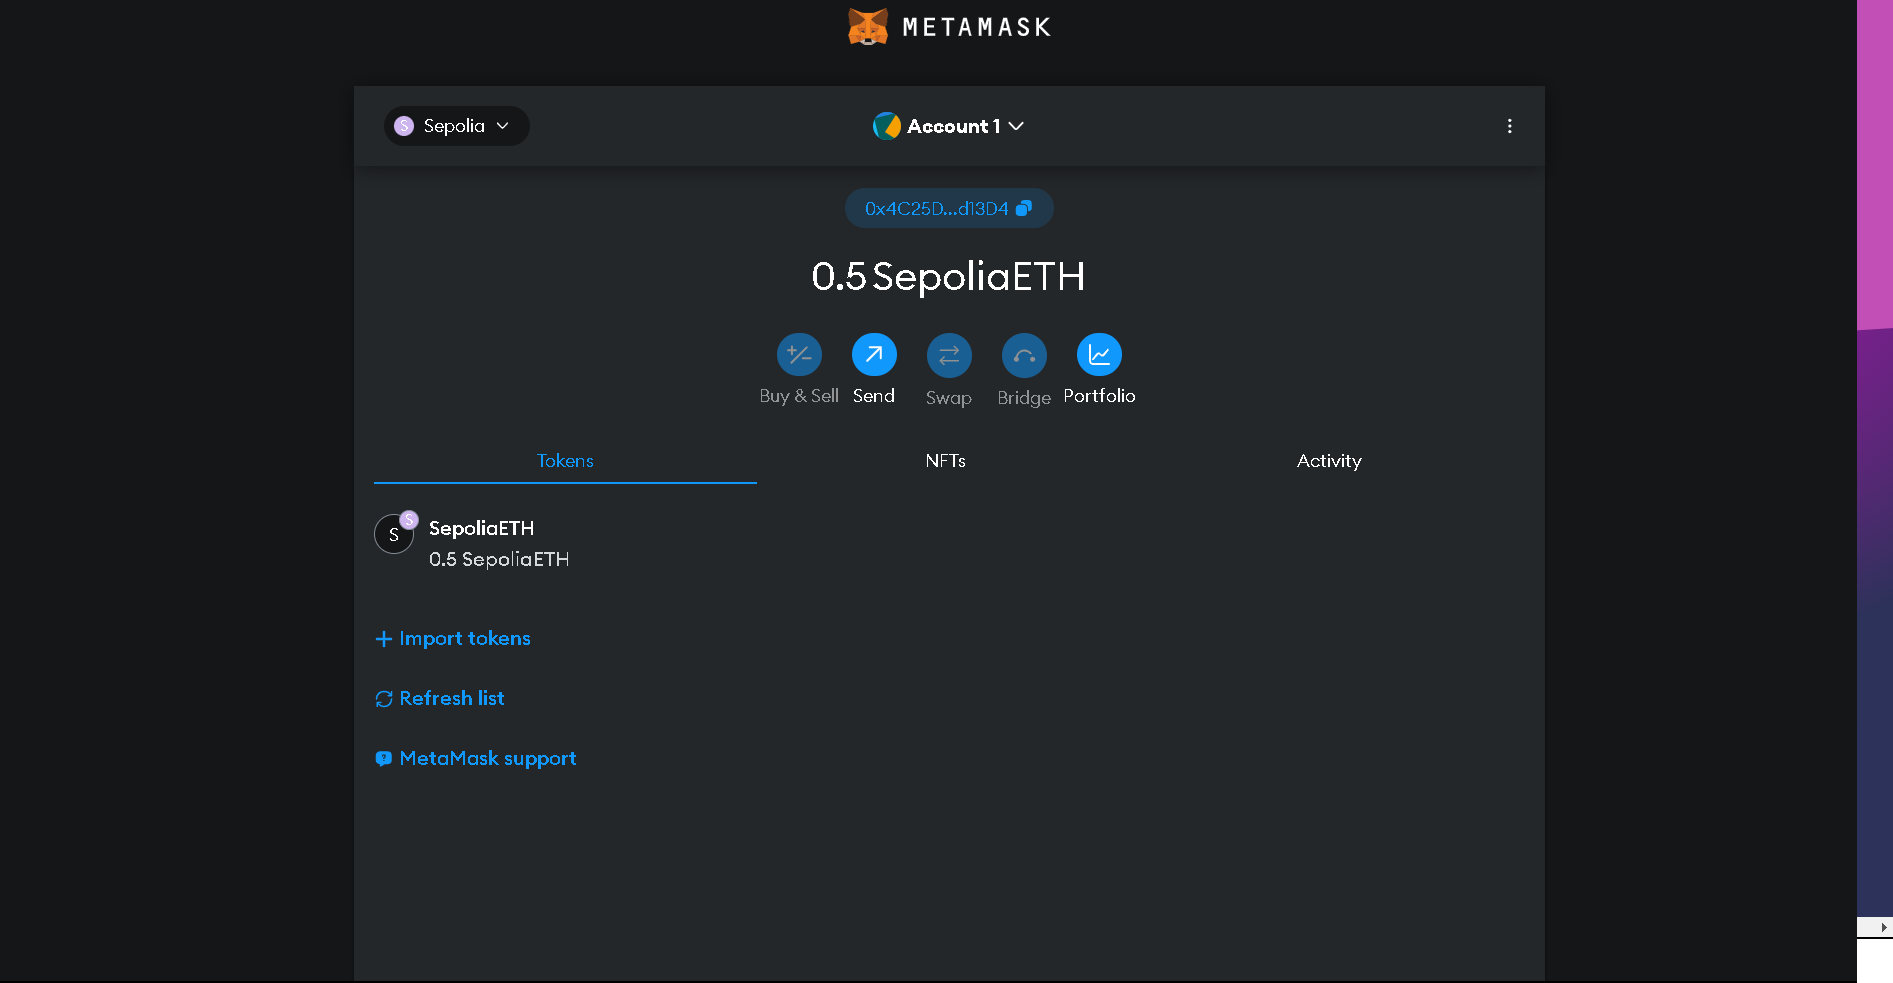 METAMASK
S Sepolia
Account 1
0x4C25D...d13D4
0.5 SepoliaETH
Buy & Sell
Send
Swap
Bridge
Portfolio
Tokens
NFTs
Activity
S
S
SepoliaETH
0.5 SepoliaETH
Import tokens
Refresh list
MetaMask support